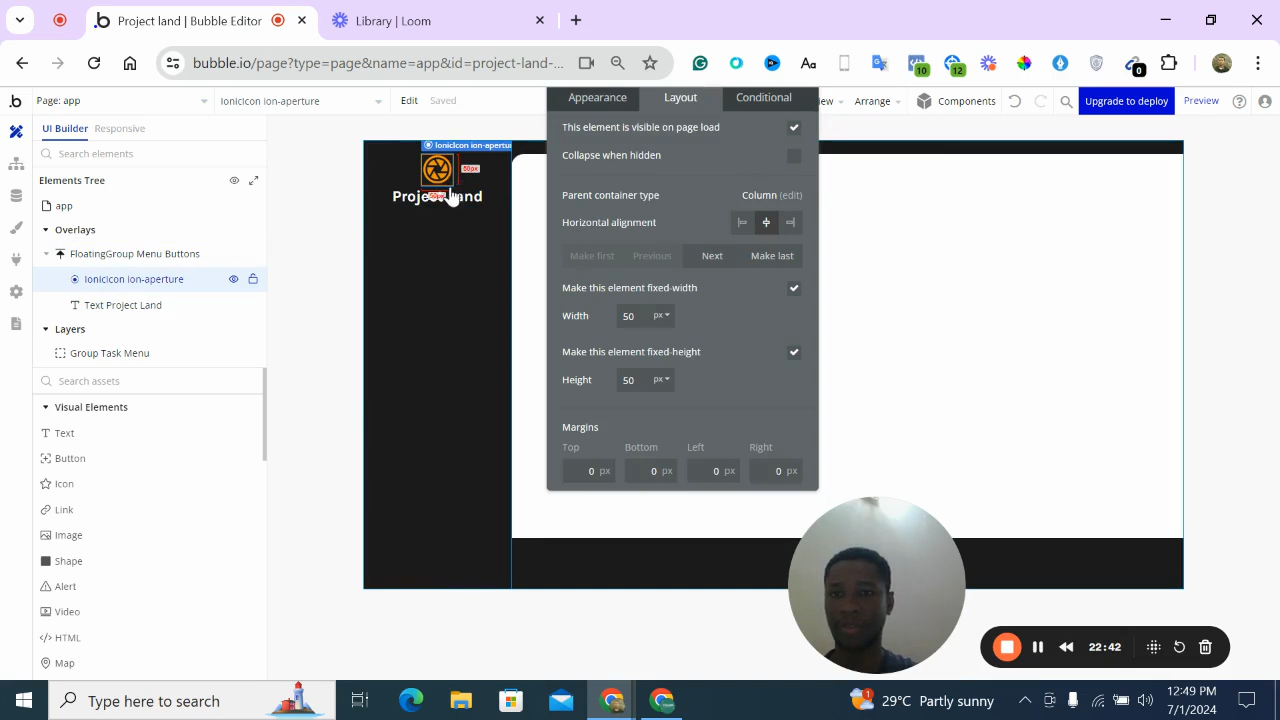 Project land | Bubble Editor
Library | Loom
bubble.io/page?type=page&name=app&id=project-land-...
10
12
0
Page: app
IonicIcon ion-aperture
Edit
Saved
Arrange
Components
Upgrade to deploy
Preview
UI Builder
Responsive
Search elements
Elements Tree
app
Overlays
FloatingGroup Menu Buttons
IonicIcon ion-aperture
Text Project Land
Layers
Group Task Menu
Search assets
Visual Elements
Text
Button
Icon
Link
Image
Shape
Alert
Video
HTML
Map
50px
Appearance
Layout
Conditional
This element is visible on page load
Collapse when hidden
Parent container type
Column (edit)
Horizontal alignment
Make first
Previous
Next
Make last
Make this element fixed-width
Width
50
px
Make this element fixed-height
Height
50
px
Margins
Top
Bottom
Left
Right
0 px
0 px
0 px
0 px
22:42
Type here to search
1
29°C Partly sunny
12:49 PM
7/1/2024